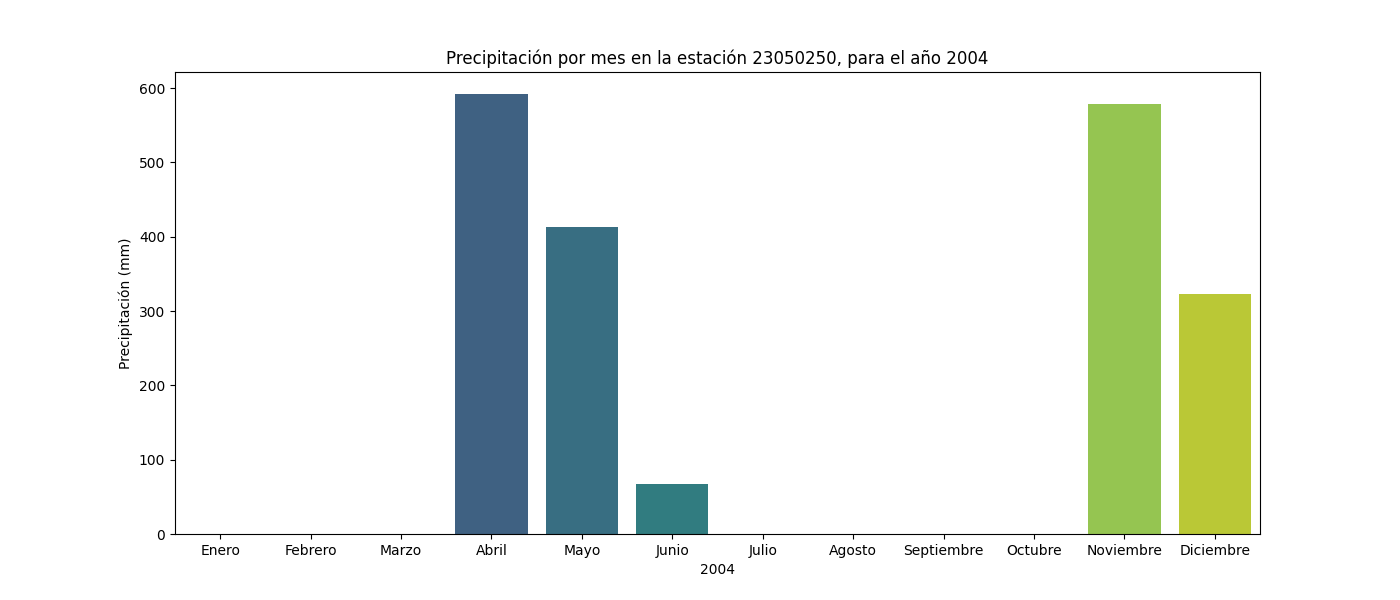 Precipitación por mes en la estación 23050250, para el año 2004
Precipitación (mm)
600
500
400
300
200
100
0
Enero Febrero Marzo Abril Mayo Junio Julio Agosto Septiembre Octubre Noviembre Diciembre
2004